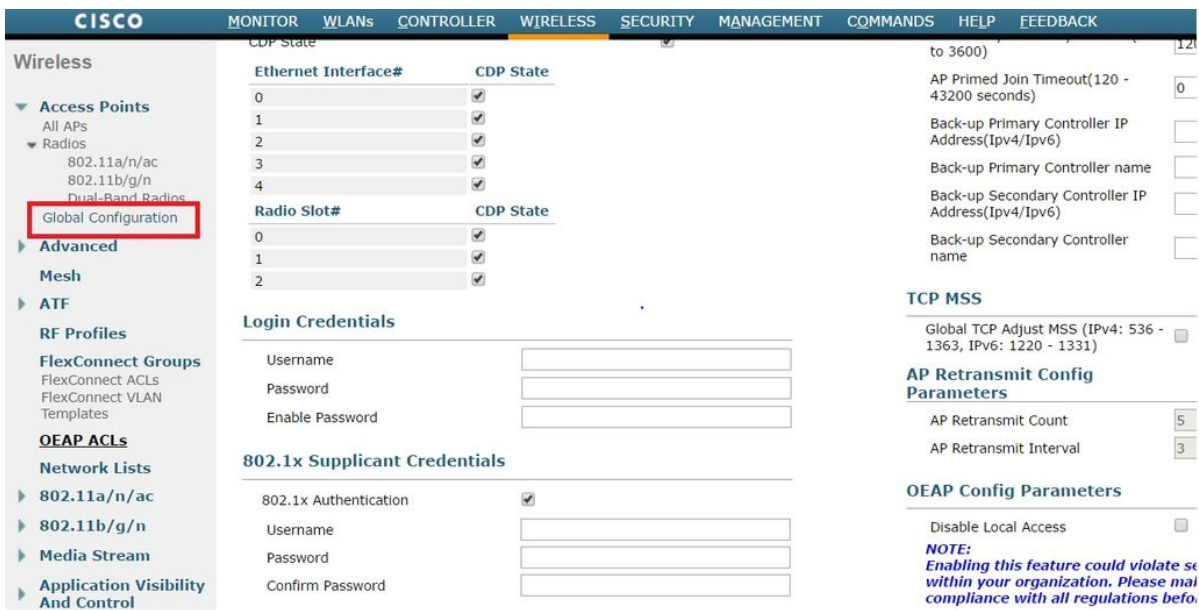 CISCO
MONITOR WLANs CONTROLLER WIRELESS SECURITY MANAGEMENT COMMANDS HELP FEEDBACK
Wireless
Access Points
All APs
Radios
802.11a/n/ac
802.11b/g/n
Dual-Band Radios
Global Configuration
Advanced
Mesh
ATF
RF Profiles
FlexConnect Groups
FlexConnect ACLs
FlexConnect VLAN
Templates
OEAP ACLs
Network Lists
802.11a/n/ac
802.11b/g/n
Media Stream
Application Visibility
And Control
CDP State
Ethernet Interface# CDP State
0
1
2
3
4
Radio Slot# CDP State
0
1
2
Login Credentials
Username
Password
Enable Password
802.1x Supplicant Credentials
802.1x Authentication
Username
Password
Confirm Password
to 3600)
120
AP Primed Join Timeout(120 -
43200 seconds)
0
Back-up Primary Controller IP
Address(Ipv4/Ipv6)
Back-up Primary Controller name
Back-up Secondary Controller IP
Address(Ipv4/Ipv6)
Back-up Secondary Controller
name
TCP MSS
Global TCP Adjust MSS (IPv4: 536 -
1363, IPv6: 1220 - 1331)
AP Retransmit Config
Parameters
AP Retransmit Count 5
AP Retransmit Interval 3
OEAP Config Parameters
Disable Local Access
NOTE:
Enabling this feature could violate
within your organization. Please
compliance with all regulations